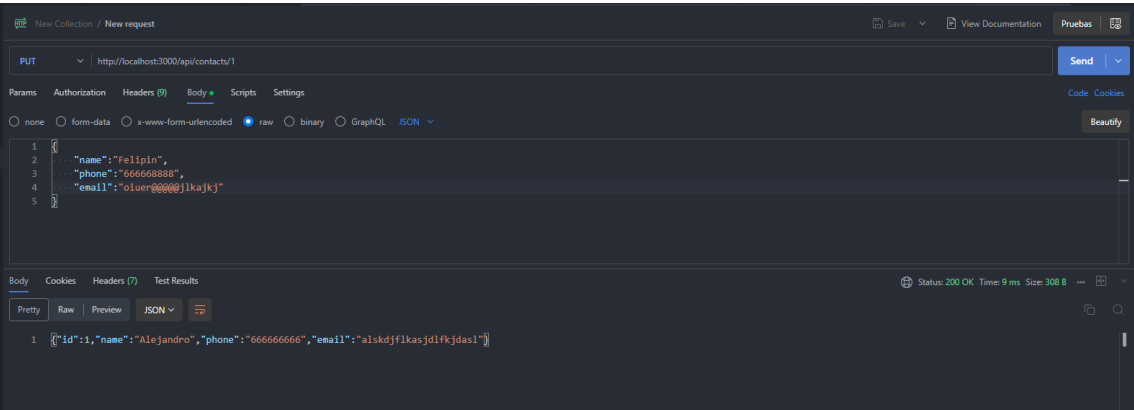 HTTP New Collection / New request Save View Documentation Pruebas
PUT http://localhost:3000/api/contacts/1 Send
Params Authorization Headers (9) Body Scripts Settings Code Cookies
none form-data x-www-form-urlencoded raw binary GraphQL JSON Beautify
1 {
2 "name":"Felipin",
3 "phone":"666668888",
4 "email":"oiuer@@@@@jlkajkj"
5 }
Body Cookies Headers (7) Test Results Status: 200 OK Time: 9 ms Size: 308 B
Pretty Raw Preview JSON
1 {"id":1,"name":"Alejandro","phone":"666666666","email":"alskdjflkasjdlfkjdasl"}